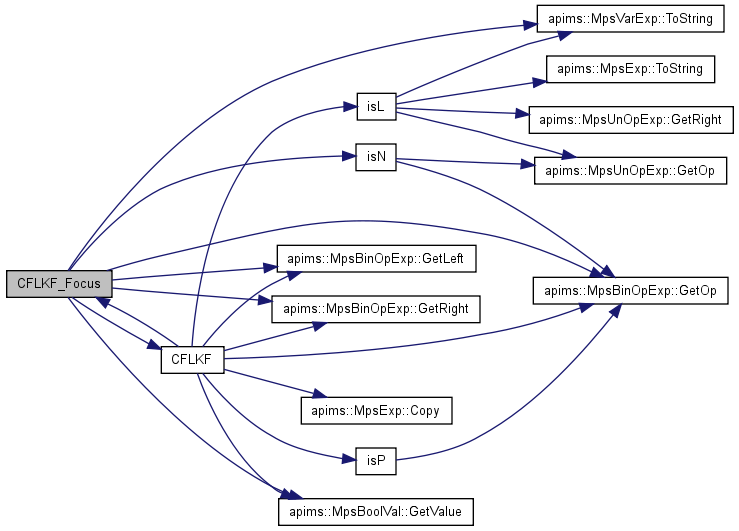 apims::MpsVarExp::ToString
apims::MpsExp::ToString
isL
apims::MpsUnOpExp::GetRight
isN
apims::MpsUnOpExp::GetOp
apims::MpsBinOpExp::GetLeft
CFLKF_Focus
apims::MpsBinOpExp::GetOp
apims::MpsBinOpExp::GetRight
CFLKF
apims::MpsExp::Copy
isP
apims::MpsBoolVal::GetValue